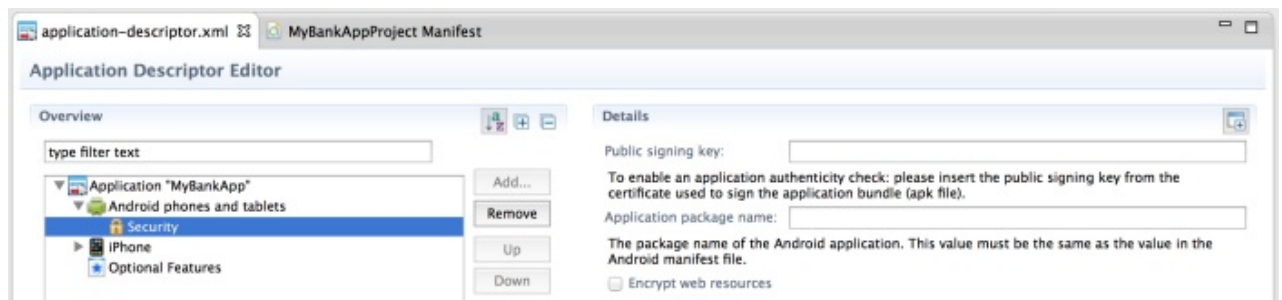 application-descriptor.xml
MyBankAppProject Manifest
Application Descriptor Editor
Overview
type filter text
Application "MyBankApp"
Android phones and tablets
Security
iPhone
Optional Features
Add...
Remove
Up
Down
Details
Public signing key:
To enable an application authenticity check: please insert the public signing key from the
certificate used to sign the application bundle (apk file).
Application package name:
The package name of the Android application. This value must be the same as the value in the
Android manifest file.
Encrypt web resources